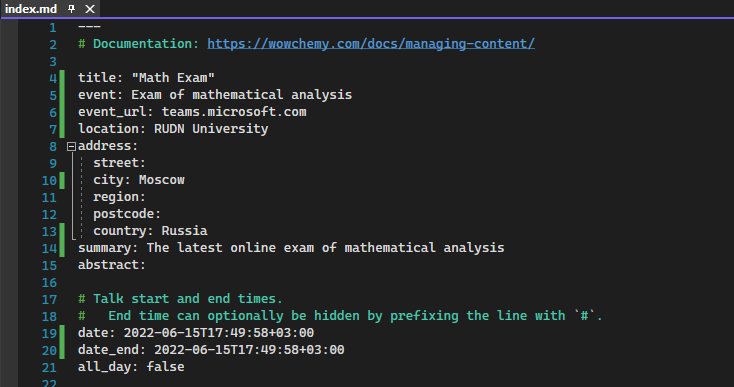 index.md
1 ---
2 # Documentation: https://wowchemy.com/docs/managing-content/
3
4 title: "Math Exam"
5 event: Exam of mathematical analysis
6 event_url: teams.microsoft.com
7 location: RUDN University
8 address:
9   street:
10   city: Moscow
11   region:
12   postcode:
13   country: Russia
14 summary: The latest online exam of mathematical analysis
15 abstract:
16
17 # Talk start and end times.
18 #   End time can optionally be hidden by prefixing the line with `#`.
19 date: 2022-06-15T17:49:58+03:00
20 date_end: 2022-06-15T17:49:58+03:00
21 all_day: false
22